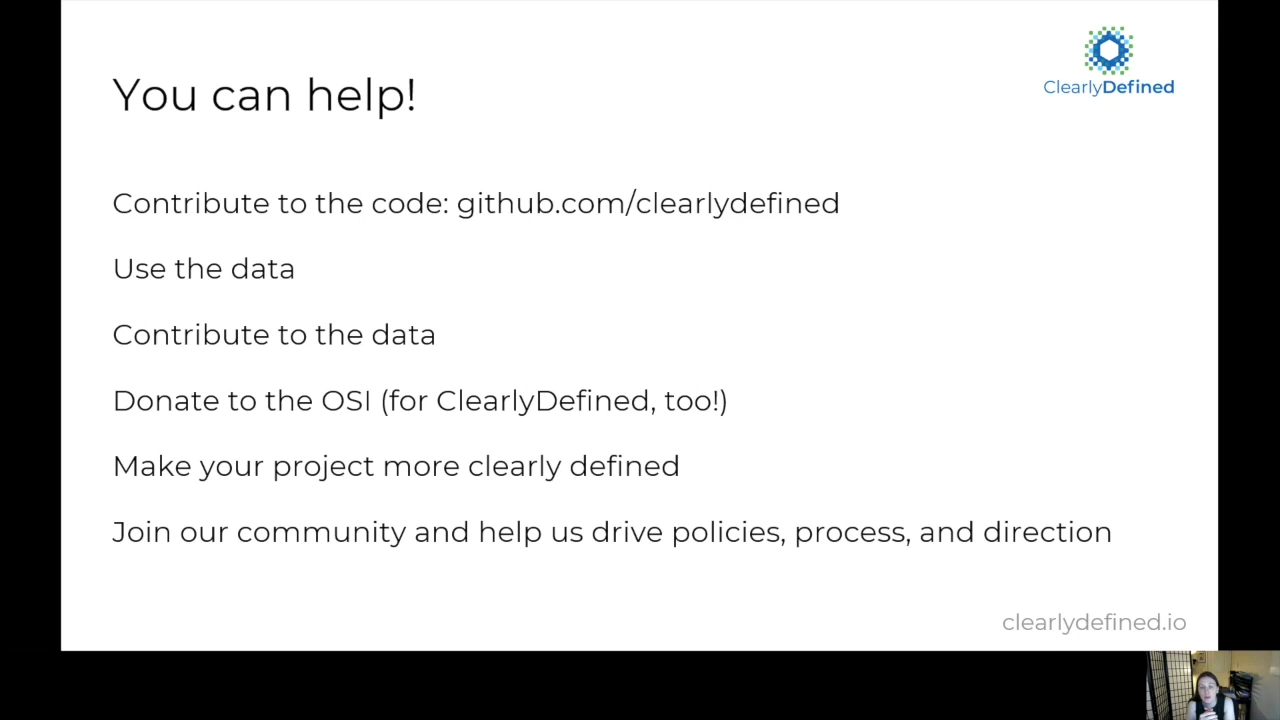 You can help!
ClearlyDefined
Contribute to the code: github.com/clearlydefined
Use the data
Contribute to the data
Donate to the OSI (for ClearlyDefined, too!)
Make your project more clearly defined
Join our community and help us drive policies, process, and direction
clearlydefined.io